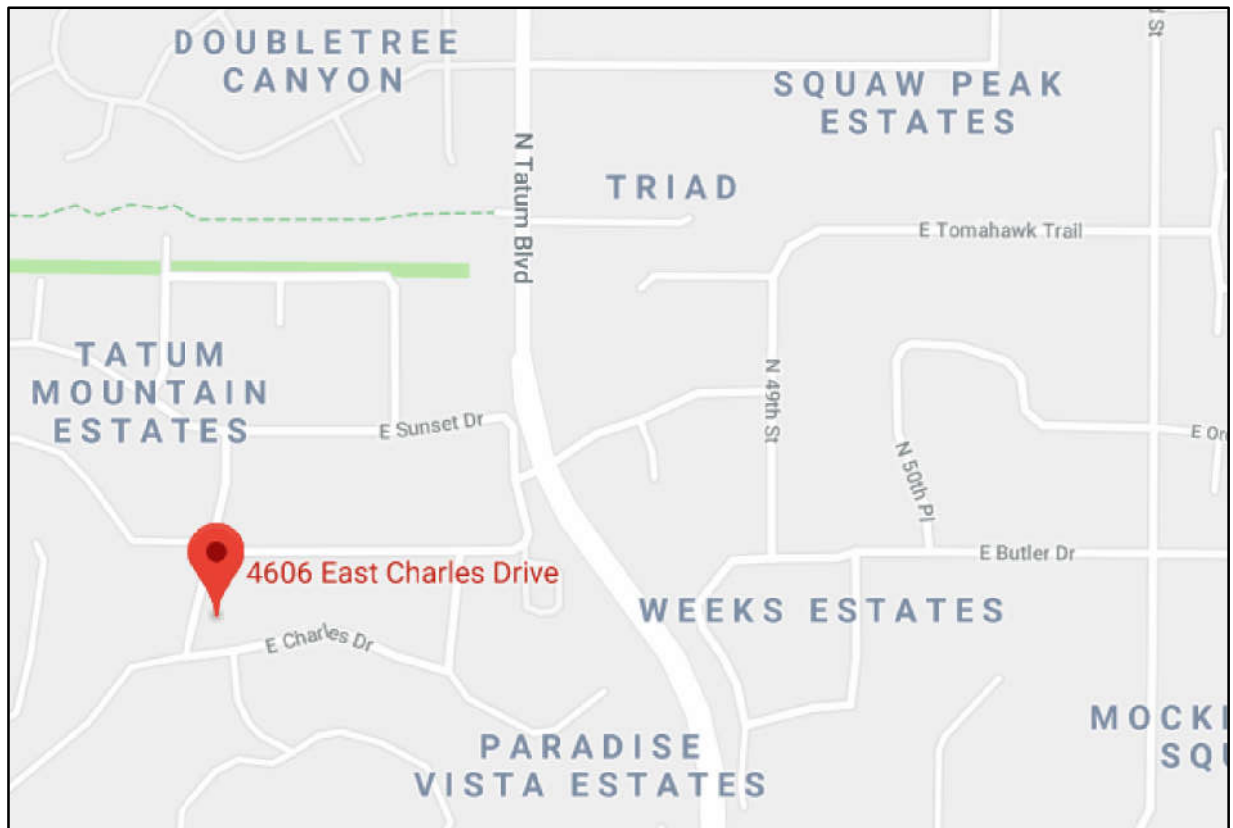 DOUBLETREE
CANYON
SQUAW PEAK
ESTATES
N Tatum Blvd
TRIAD
E Tomahawk Trail
TATUM
MOUNTAIN
ESTATES
E Sunset Dr
N 49th St
N 50th Pl
E Butler Dr
4606 East Charles Drive
E Charles Dr
WEEKS ESTATES
PARADISE
VISTA ESTATES